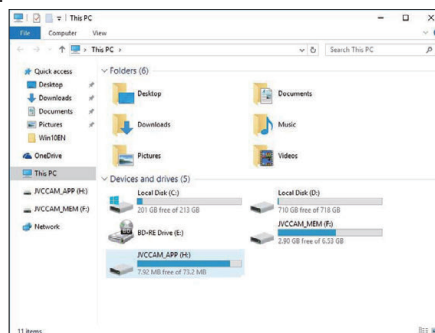 This PC
File Computer View
This PC
Search This PC
Quick access
Desktop
Downloads
Documents
Pictures
Win10EN
OneDrive
This PC
JVCCAM_APP (H:)
JVCCAM_MEM (F:)
Network
Folders (6)
Desktop
Documents
Downloads
Music
Pictures
Videos
Devices and drives (5)
Local Disk (C:)
201 GB free of 213 GB
Local Disk (D:)
710 GB free of 718 GB
BD-RE Drive (E:)
JVCCAM_MEM (F:)
2.90 GB free of 6.53 GB
JVCCAM_APP (H:)
7.92 MB free of 73.2 MB
11 items